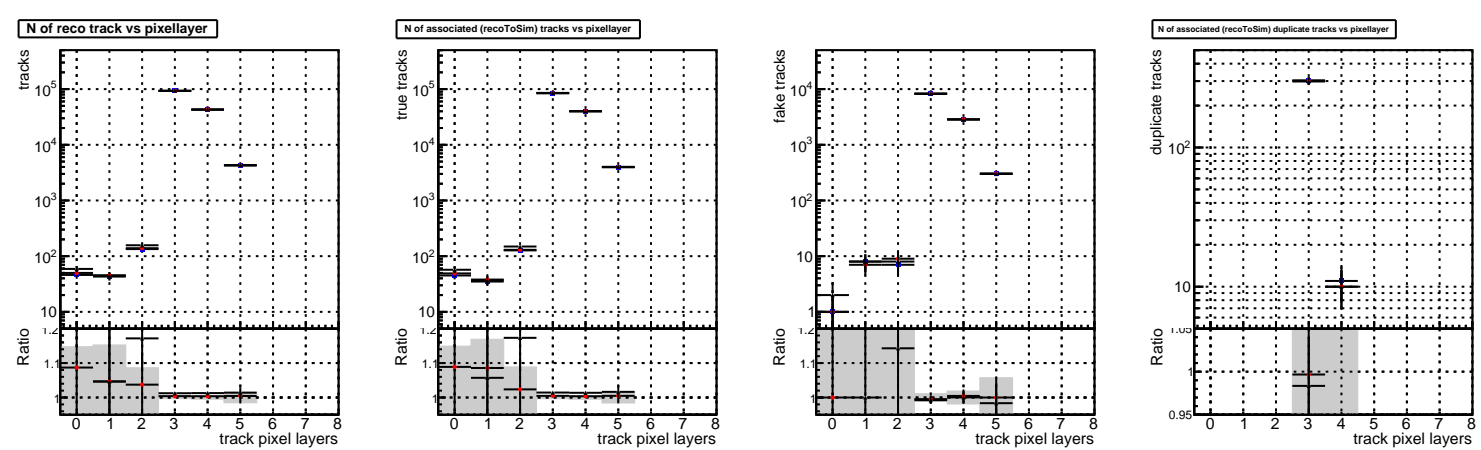 N of reco track vs pixellayer
true tracks
10^5
10^4
10^3
10^2
10
Ratio
1.2
1.1
1
0 1 2 3 4 5 6 7 8
track pixel layers
N of associated (recoToSim) tracks vs pixellayer
true tracks
10^5
10^4
10^3
10^2
10
Ratio
1.2
1.1
1
0 1 2 3 4 5 6 7 8
track pixel layers
fake tracks
10^4
10^3
10^2
10
1
Ratio
1.2
1.1
1
0 1 2 3 4 5 6 7 8
track pixel layers
N of associated (recoToSim) duplicate tracks vs pixellayer
duplicate tracks
10^2
10
Ratio
1.05
1
0.95
0 1 2 3 4 5 6 7 8
track pixel layers